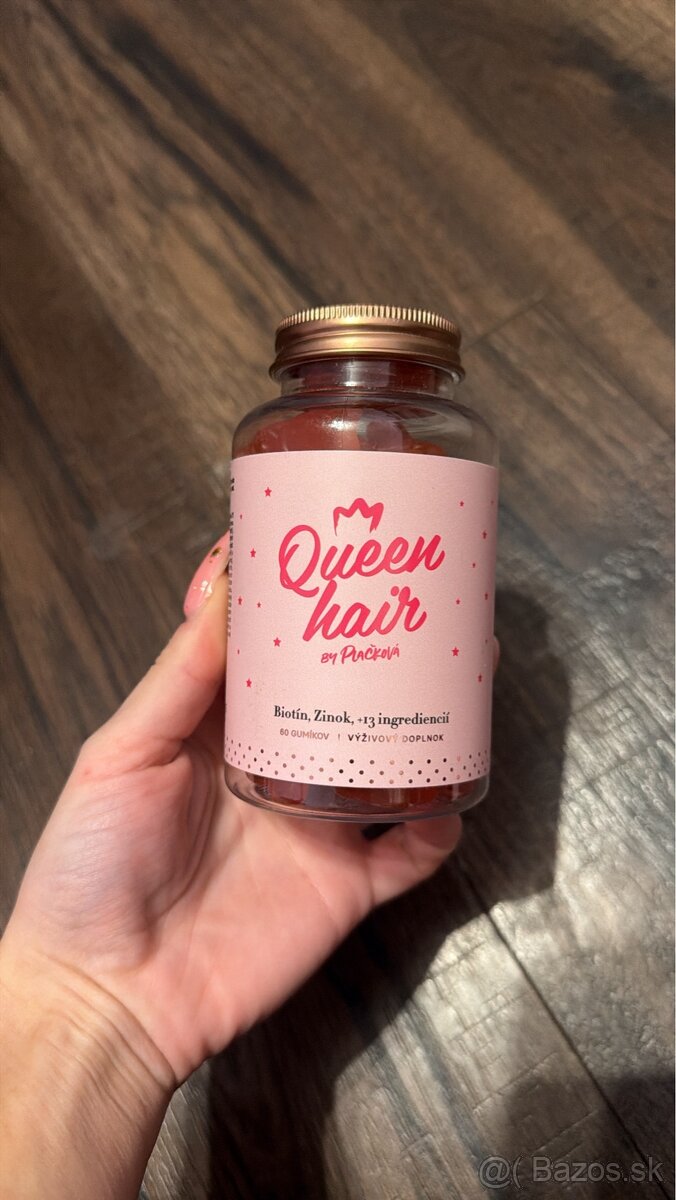 Queen
hair
BY PLAČKOVÁ
Biotín, Zinok, +13 ingrediencií
60 GUMÍKOV | VÝŽIVOVÝ DOPLNOK
@( Bazos.sk